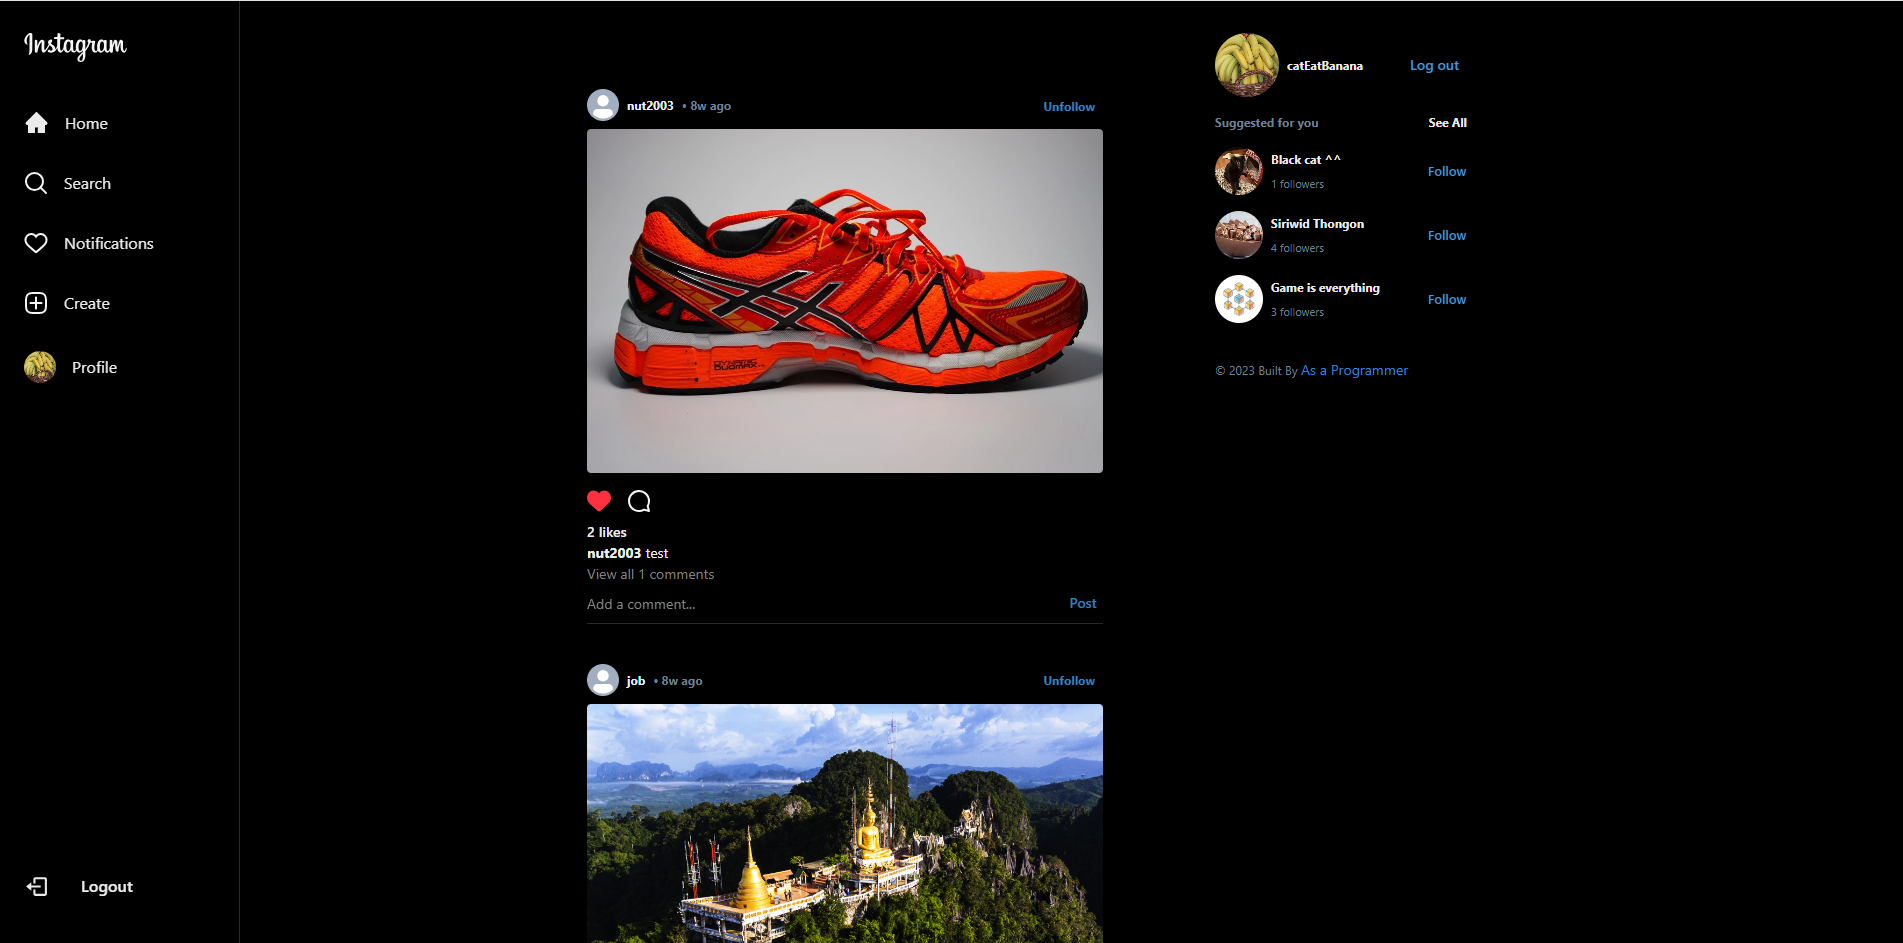 Instagram
Home
Search
Notifications
Create
Profile
Logout
nut2003 • 8w ago Unfollow
DYNAMIC
DUOMAX
2 likes
nut2003 test
View all 1 comments
Add a comment... Post
job • 8w ago Unfollow
catEatBanana Log out
Suggested for you See All
Black cat ^^
1 followers
Follow
Siriwid Thongon
4 followers
Follow
Game is everything
3 followers
Follow
© 2023 Built By As a Programmer